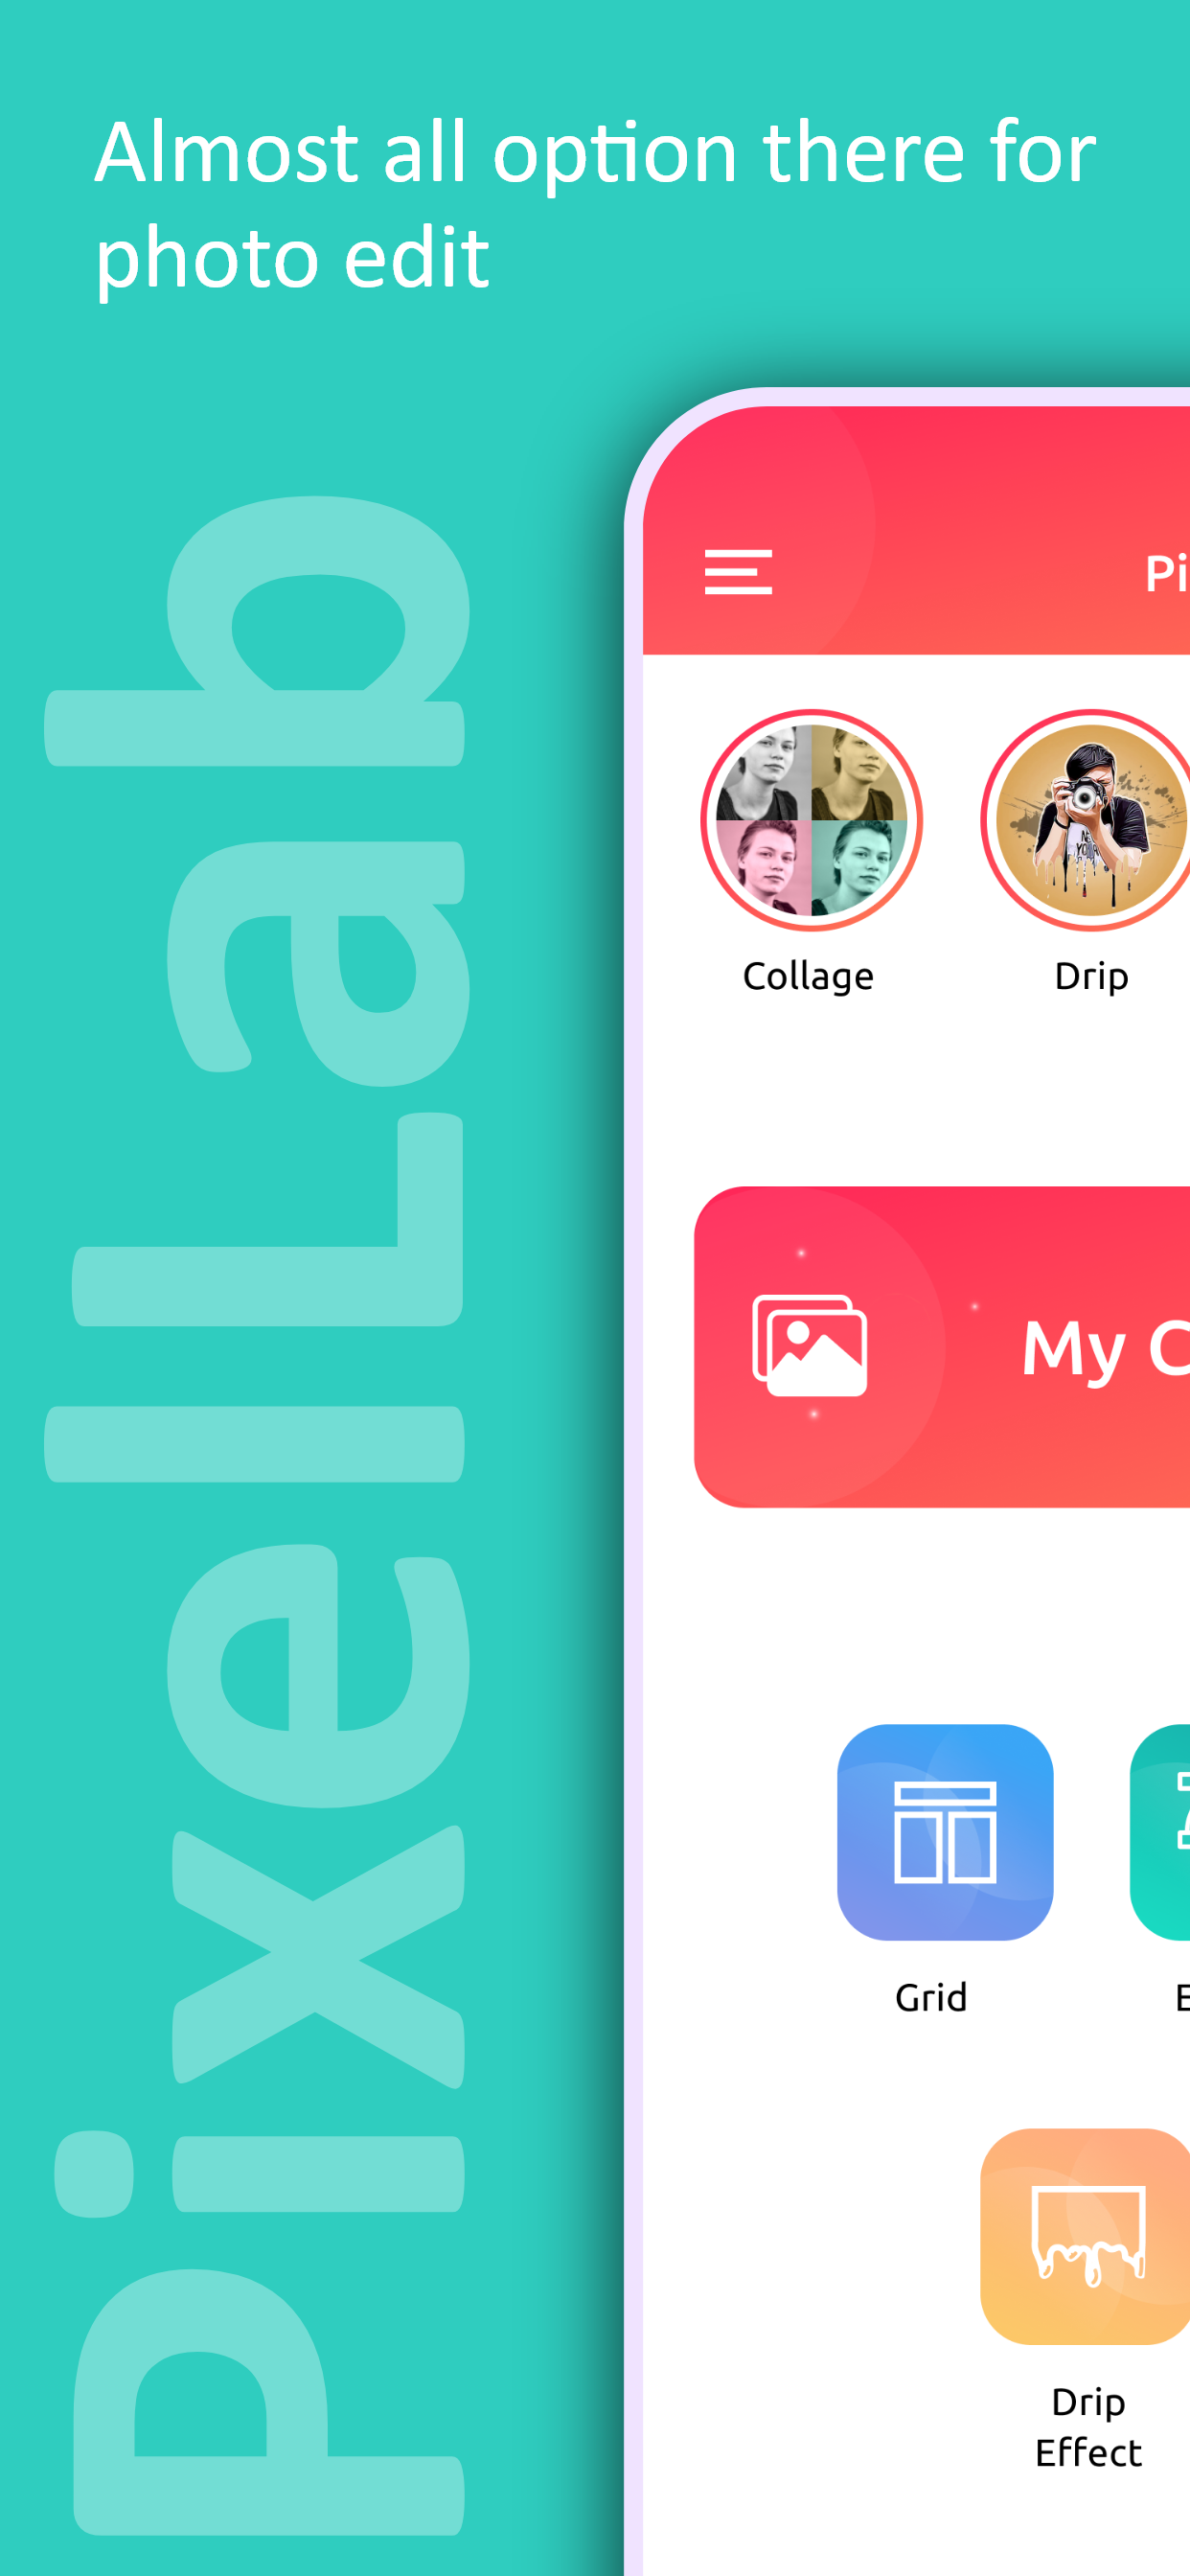 Almost all option there for
photo edit
PixelLab
Pi
Collage
Drip
My C
Grid
E
Drip
Effect